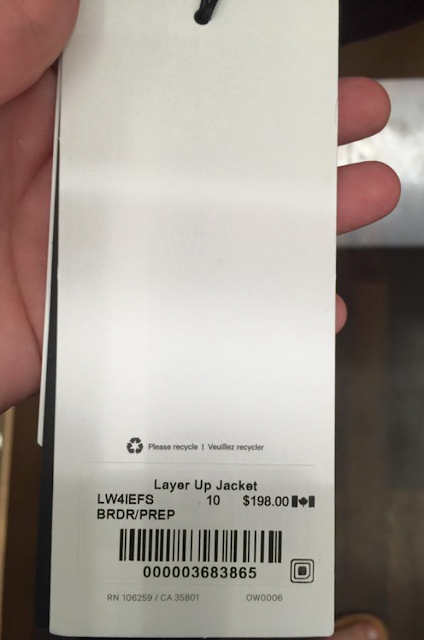 Please recycle | Veuillez recycler
Layer Up Jacket
LW4IEFS 10 $198.00
BRDR/PREP
000003683865
RN 106259 / CA 35801 OW0006